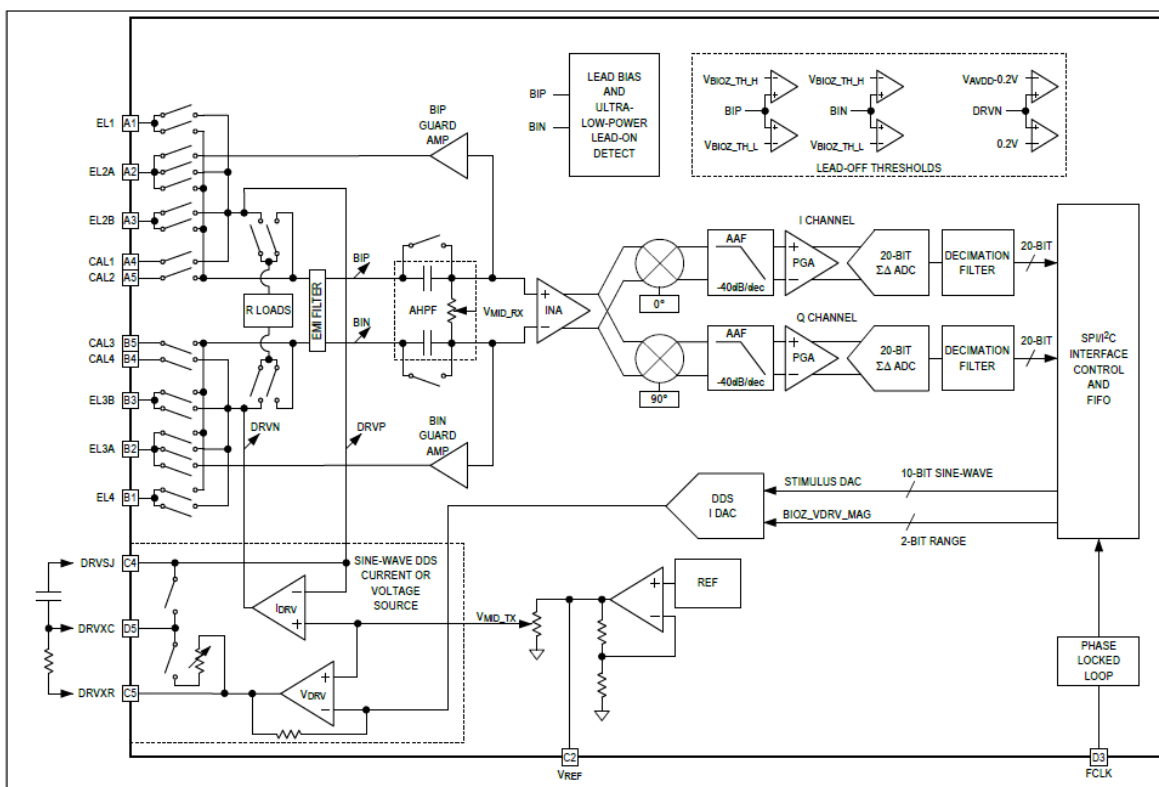 EL1
A1
EL2A
A2
EL2B
A3
CAL1
A4
CAL2
A5
CAL3
B5
CAL4
B4
EL3B
B3
EL3A
B2
EL4
B1
R LOADS
EMI FILTER
BIP
GUARD
AMP
BIP
BIN
AHPF
VMID_RX
BIN
GUARD
AMP
DRVN
DRVP
BIP
BIN
LEAD BIAS
AND
ULTRA-
LOW-POWER
LEAD-ON
DETECT
VBIOZ_TH_H
BIP
VBIOZ_TH_L
VBIOZ_TH_H
BIN
VBIOZ_TH_L
VAVDD-0.2V
DRVN
0.2V
LEAD-OFF THRESHOLDS
+
INA
−
0°
90°
I CHANNEL
AAF
-40dB/dec
+
PGA
−
20-BIT
ΣΔ ADC
DECIMATION
FILTER
20-BIT
Q CHANNEL
AAF
-40dB/dec
+
PGA
−
20-BIT
ΣΔ ADC
DECIMATION
FILTER
20-BIT
SPI/I2C
INTERFACE
CONTROL
AND
FIFO
STIMULUS DAC
10-BIT SINE-WAVE
BIOZ_VDRV_MAG
2-BIT RANGE
DDS
I DAC
DRVSJ
C4
DRVXC
D5
DRVXR
C5
SINE-WAVE DDS
CURRENT OR
VOLTAGE
SOURCE
−
IDRV
+
+
VDRV
−
VMID_TX
+
−
REF
PHASE
LOCKED
LOOP
C2
VREF
D3
FCLK